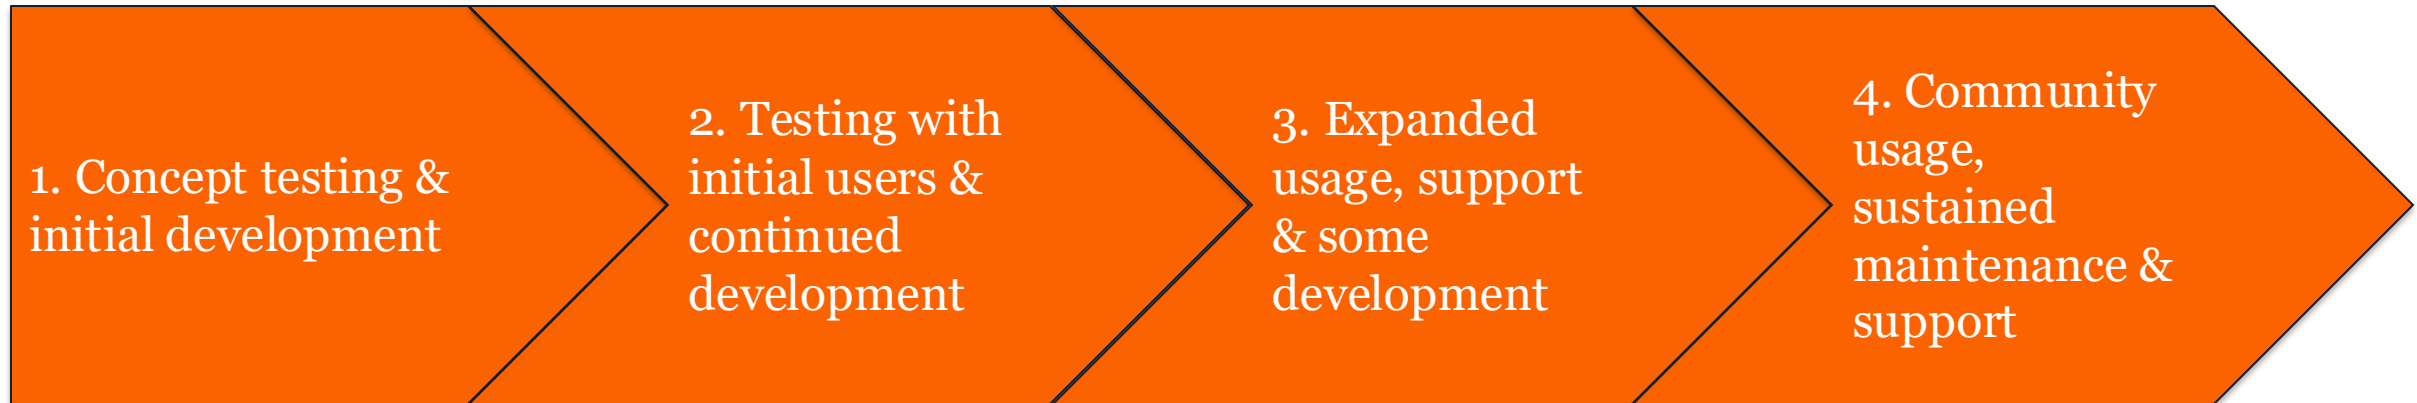 1. Concept testing &
initial development
2. Testing with
initial users &
continued
development
3. Expanded
usage, support
& some
development
4. Community
usage,
sustained
maintenance &
support